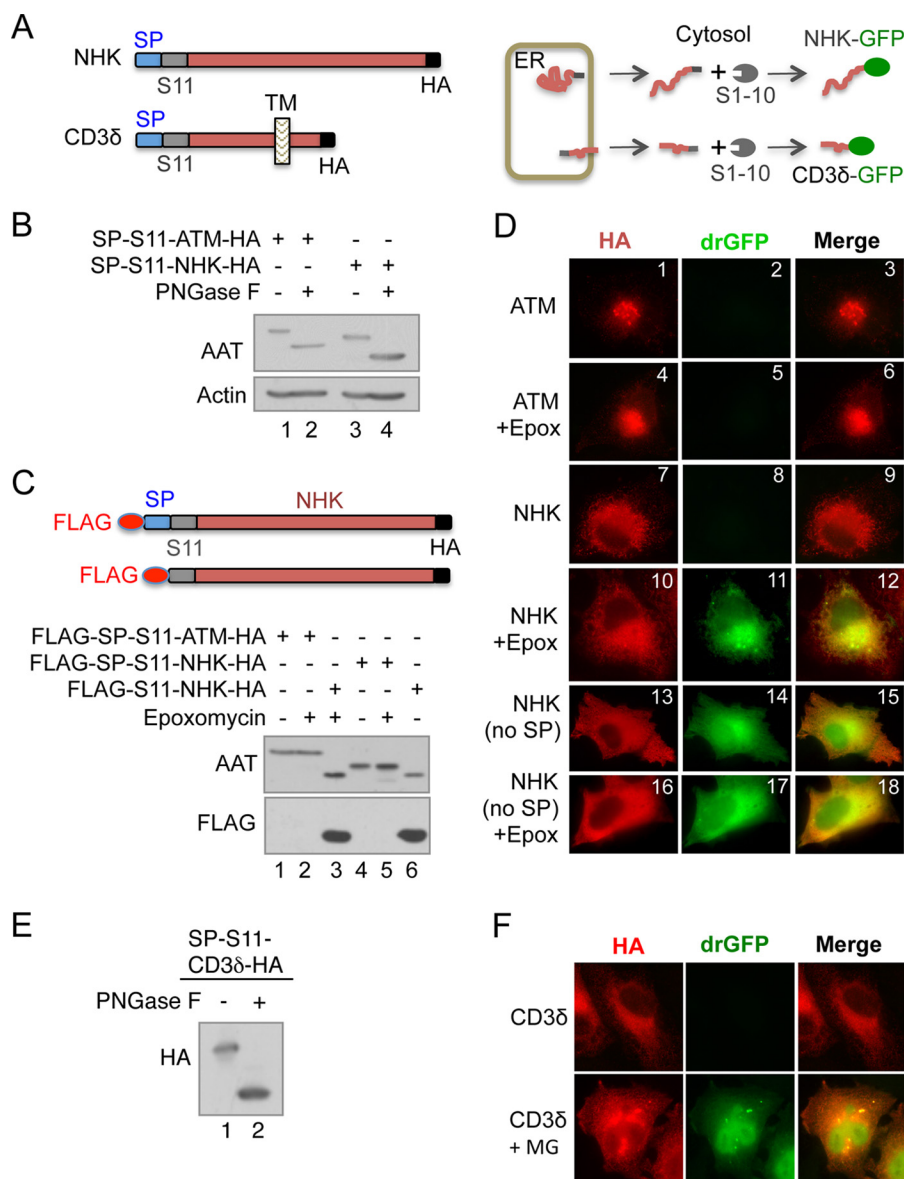 A
SP
NHK
S11
HA
SP
TM
CD3δ
S11
HA
ER
Cytosol
NHK-GFP
+
S1-10
+
S1-10
CD3δ-GFP
B
SP-S11-ATM-HA + + - -
SP-S11-NHK-HA - - + +
PNGase F - + - +
AAT
Actin
1 2 3 4
C
SP
NHK
FLAG
S11
HA
FLAG
FLAG-SP-S11-ATM-HA + + - - - -
FLAG-SP-S11-NHK-HA - - - + + -
FLAG-S11-NHK-HA - - + - - +
Epoxomycin - + + - + -
AAT
FLAG
1 2 3 4 5 6
D
HA drGFP Merge
ATM
1 2 3
ATM
+Epox
4 5 6
NHK
7 8 9
NHK
+Epox
10 11 12
NHK
(no SP)
13 14 15
NHK
(no SP)
+Epox
16 17 18
E
SP-S11-
CD3δ-HA
PNGase F - +
HA
1 2
F
HA drGFP Merge
CD3δ
CD3δ
+ MG